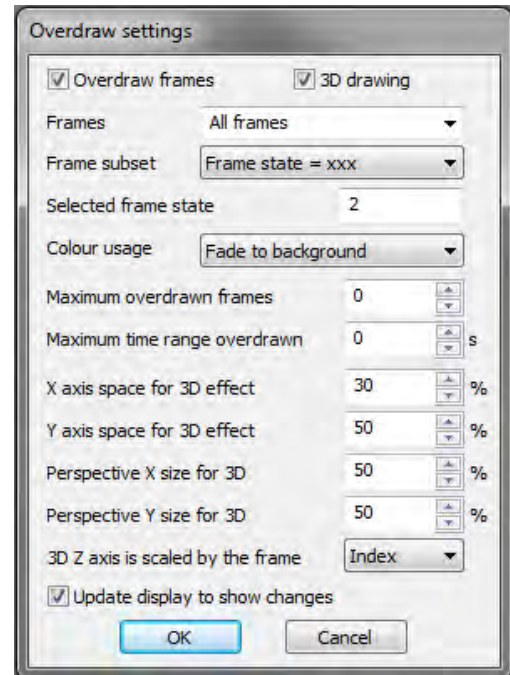 Overdraw settings
Overdraw frames 3D drawing
Frames All frames
Frame subset Frame state = xxx
Selected frame state 2
Colour usage Fade to background
Maximum overdrawn frames 0
Maximum time range overdrawn 0 s
X axis space for 3D effect 30 %
Y axis space for 3D effect 50 %
Perspective X size for 3D 50 %
Perspective Y size for 3D 50 %
3D Z axis is scaled by the frame Index
Update display to show changes
OK Cancel